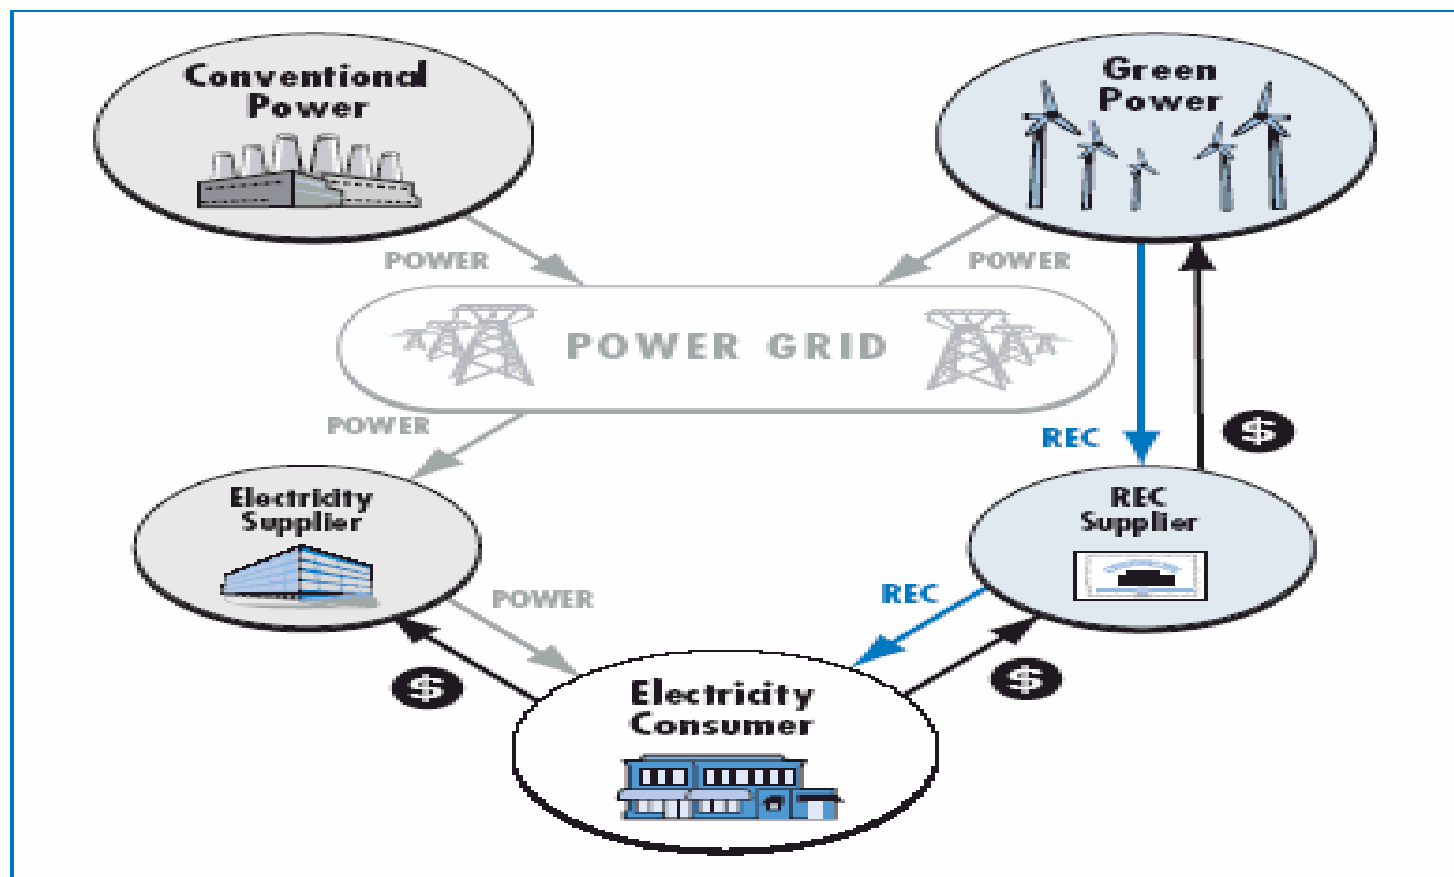 Conventional
Power
Green
Power
POWER
POWER
POWER GRID
POWER
REC
$
Electricity
Supplier
REC
Supplier
POWER
REC
$
$
Electricity
Consumer